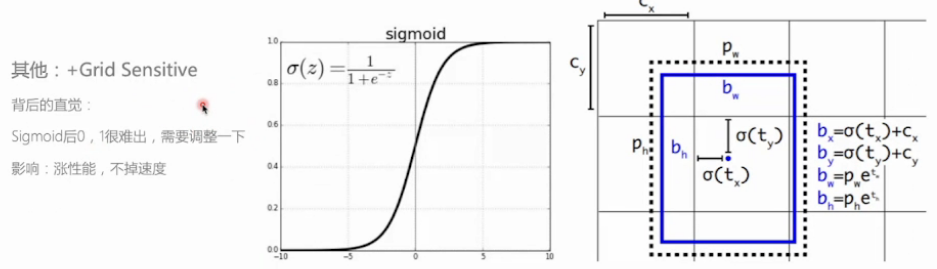 其他：+Grid Sensitive
背后的直觉：
Sigmoid后0，1很难出，需要调整一下
影响：涨性能，不掉速度
sigmoid
σ(z)=1/(1+e^{-z})
1.0
0.8
0.6
0.4
0.2
0.0
-10
-5
0
5
10
c_x
c_y
p_w
b_w
p_h
b_h
σ(t_y)
σ(t_x)
b_x=σ(t_x)+c_x
b_y=σ(t_y)+c_y
b_w=p_w e^{t_w}
b_h=p_h e^{t_h}